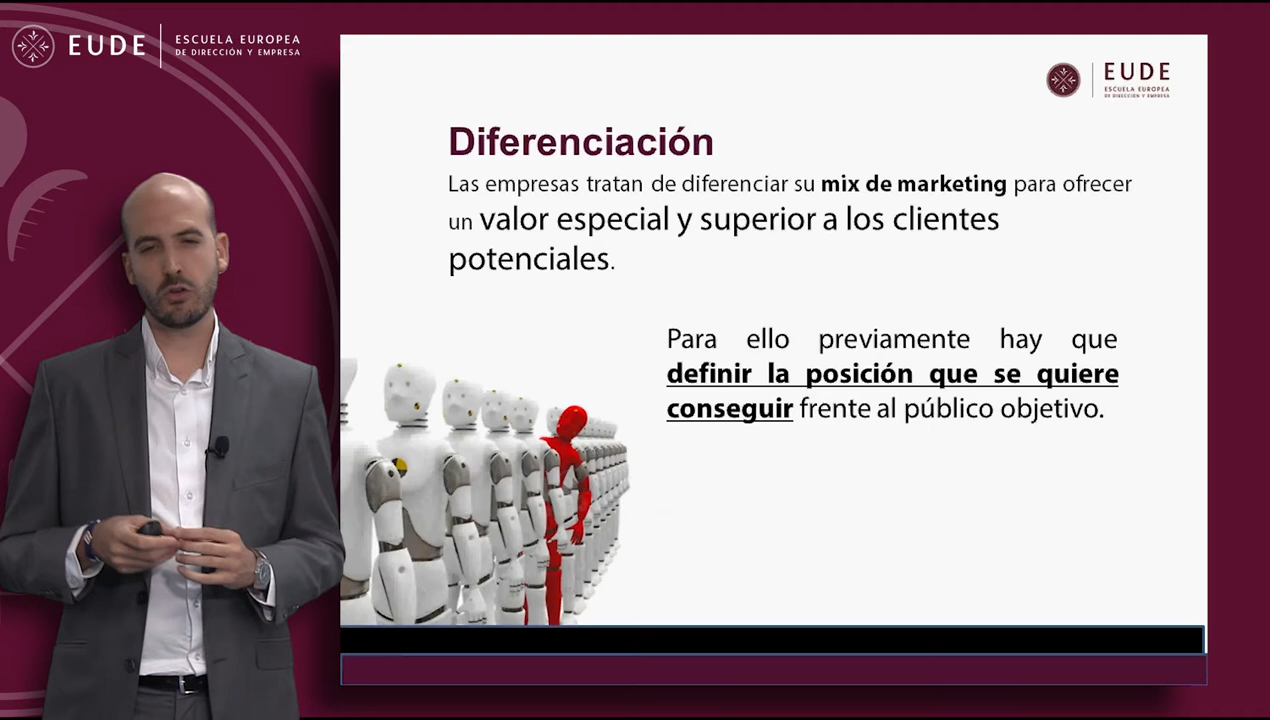 EUDE
ESCUELA EUROPEA
DE DIRECCIÓN Y EMPRESA
EUDE
ESCUELA EUROPEA
DE DIRECCIÓN Y EMPRESA
Diferenciación
Las empresas tratan de diferenciar su mix de marketing para ofrecer
un valor especial y superior a los clientes
potenciales.
Para ello previamente hay que
definir la posición que se quiere
conseguir frente al público objetivo.